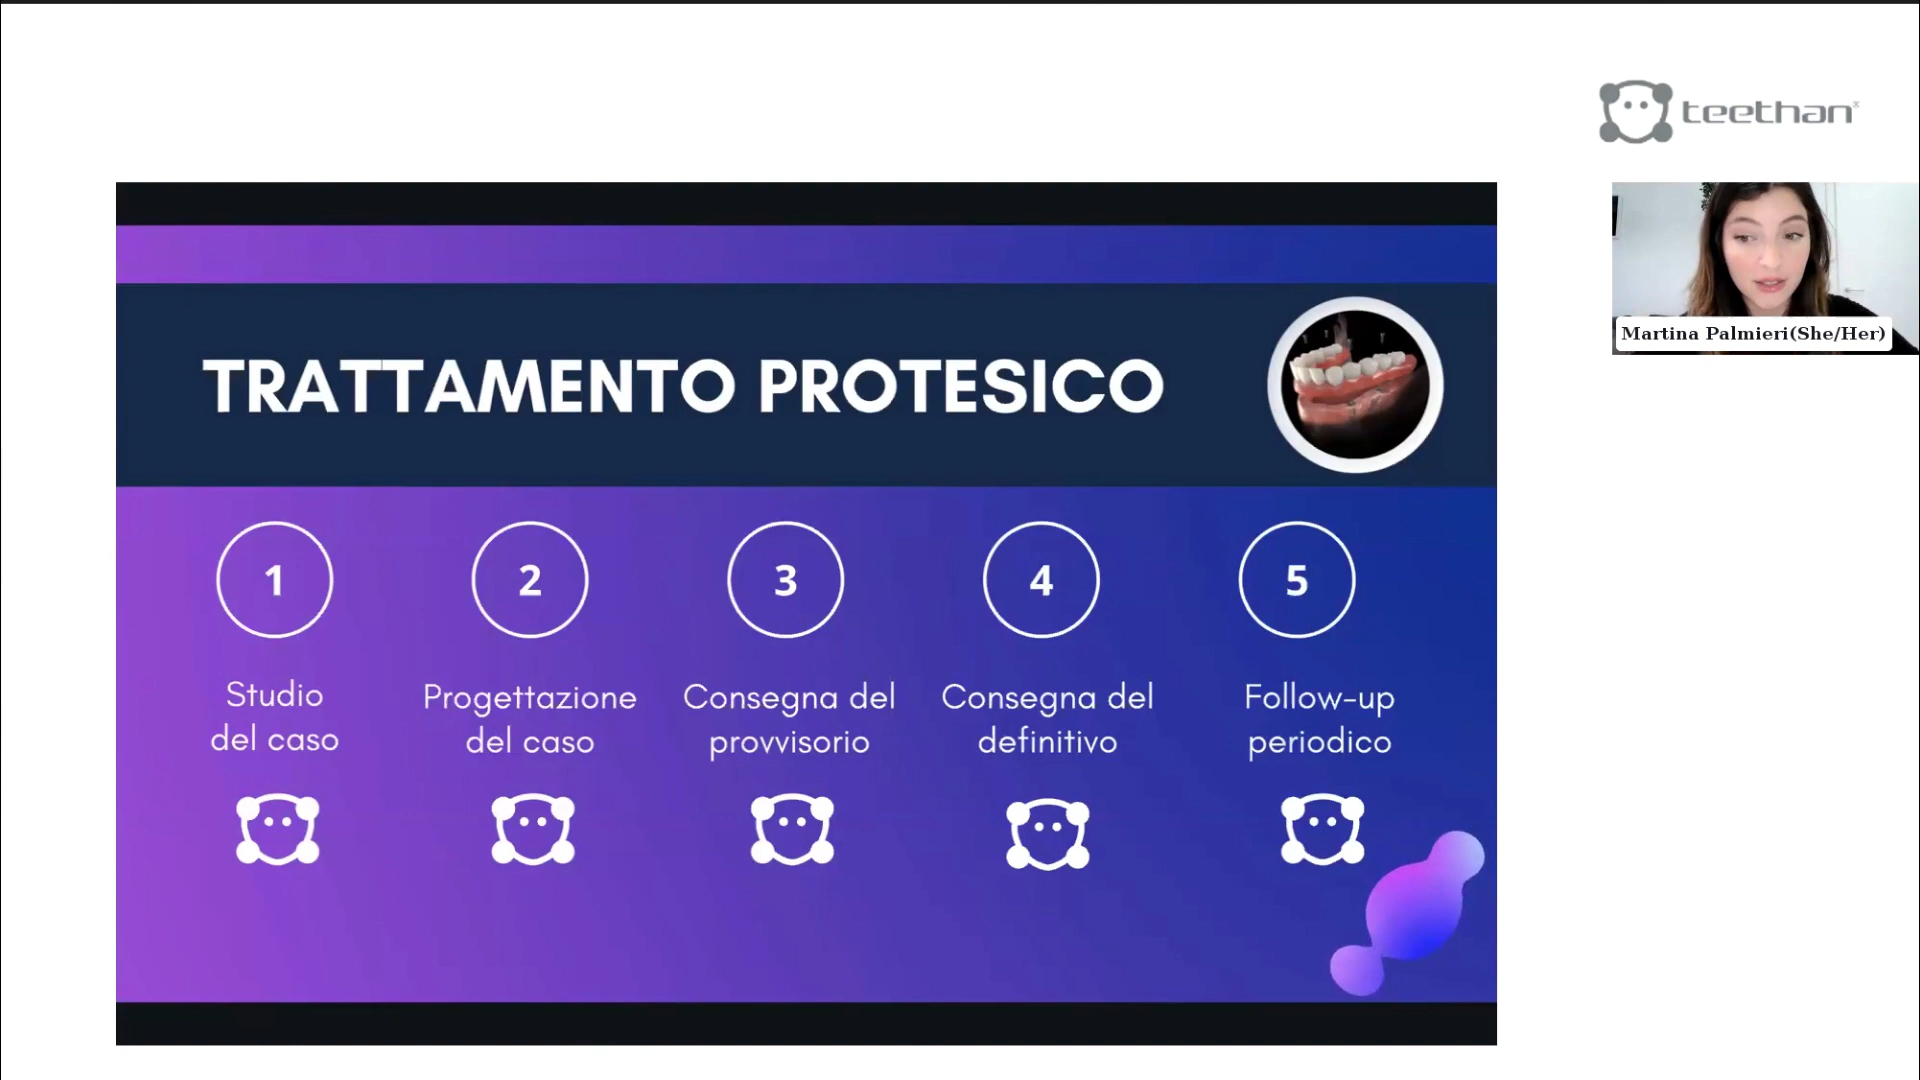 teethan®
Martina Palmieri(She/Her)
TRATTAMENTO PROTESICO
1
2
3
4
5
Studio
del caso
Progettazione
del caso
Consegna del
provvisorio
Consegna del
definitivo
Follow-up
periodico